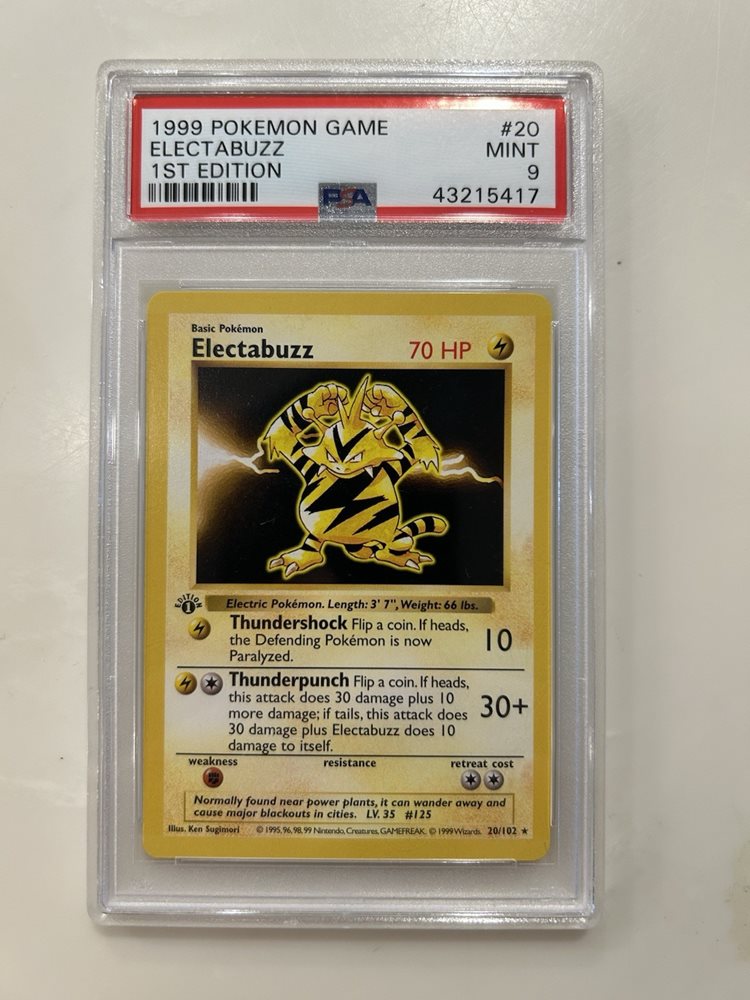 1999 POKEMON GAME #20
ELECTABUZZ MINT
1ST EDITION 9
PSA 43215417
Basic Pokémon
Electabuzz 70 HP
EDITION 1
Electric Pokémon. Length: 3' 7", Weight: 66 lbs.
Thundershock Flip a coin. If heads,
the Defending Pokémon is now
Paralyzed.
10
Thunderpunch Flip a coin. If heads,
this attack does 30 damage plus 10
more damage; if tails, this attack does
30 damage plus Electabuzz does 10
damage to itself.
30+
weakness resistance retreat cost
Normally found near power plants, it can wander away and
cause major blackouts in cities. LV. 35 #125
Illus. Ken Sugimori © 1995, 96, 98, 99 Nintendo, Creatures, GAMEFREAK. © 1999 Wizards. 20/102 ★